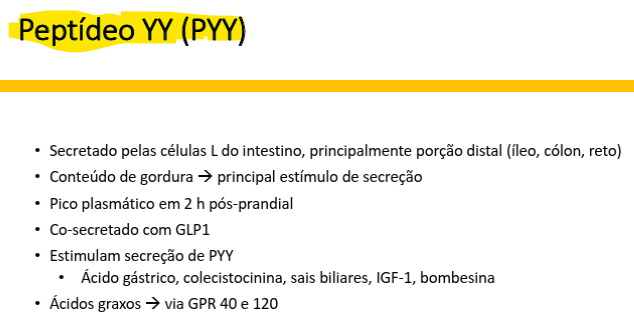 Peptídeo YY (PYY)
• Secretado pelas células L do intestino, principalmente porção distal (íleo, cólon, reto)
• Conteúdo de gordura → principal estímulo de secreção
• Pico plasmático em 2 h pós-prandial
• Co-secretado com GLP1
• Estimulam secreção de PYY
• Ácido gástrico, colecistocinina, sais biliares, IGF-1, bombesina
• Ácidos graxos → via GPR 40 e 120